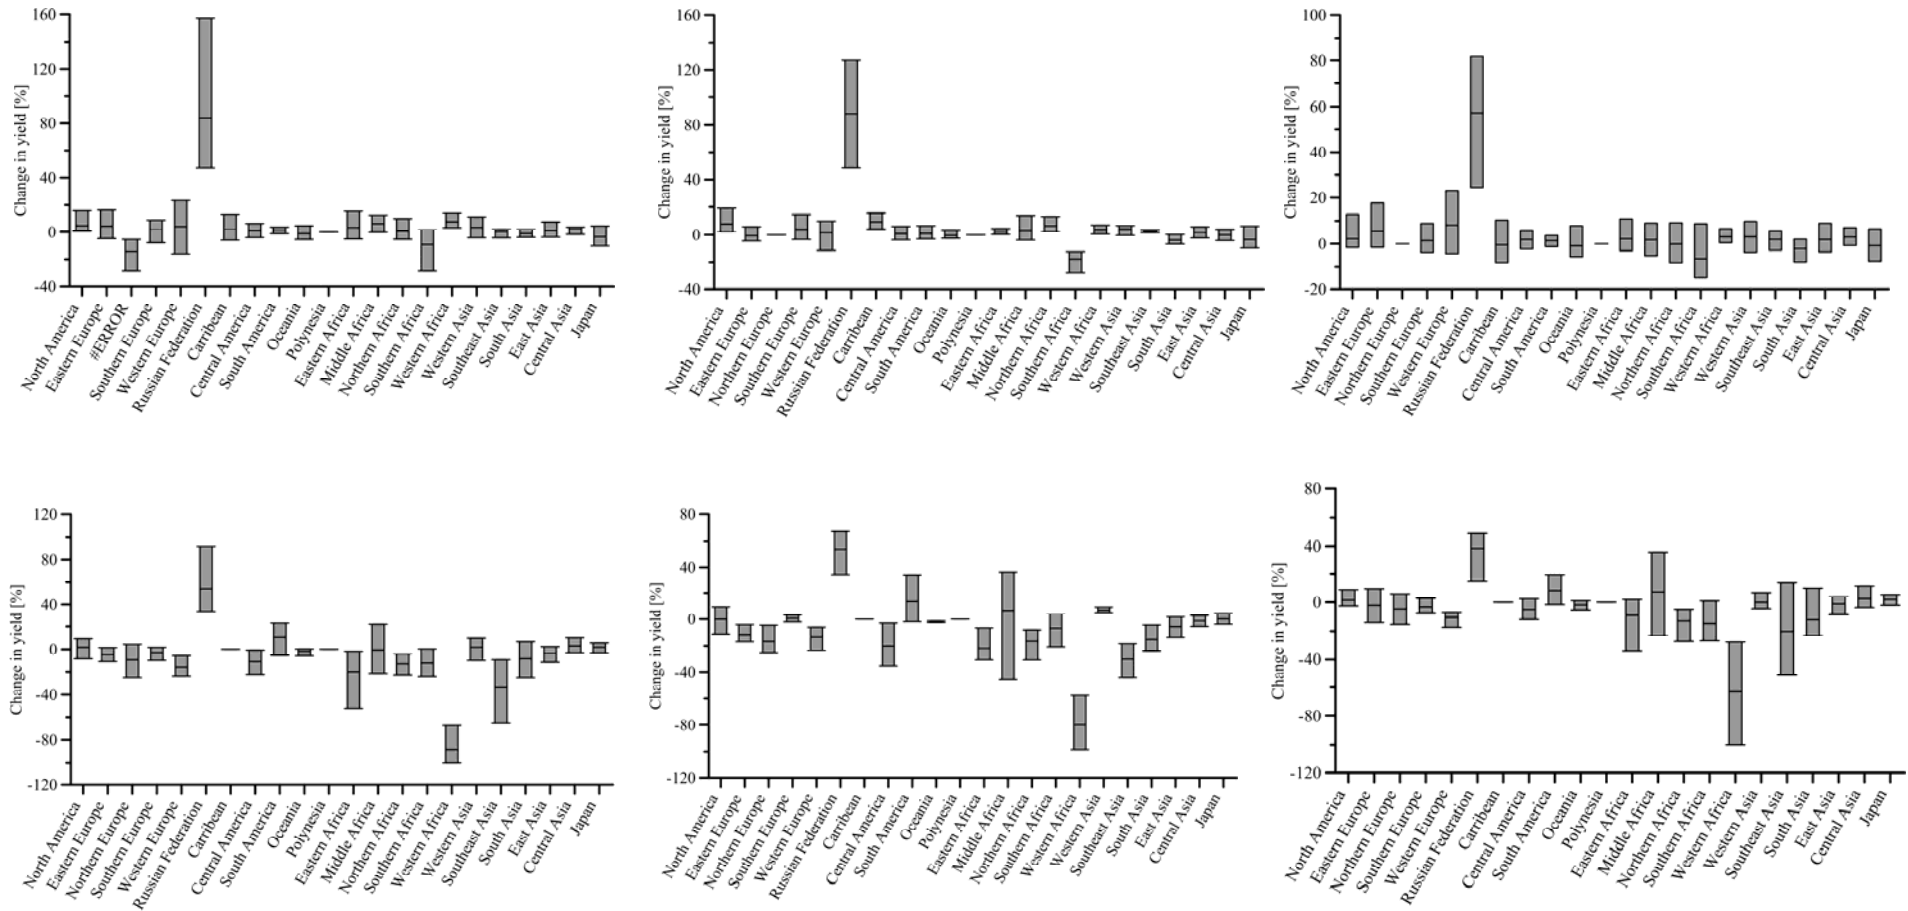 160
120
80
40
0
-40
Change in yield [%]
North America
Eastern Europe
#ERROR
Southern Europe
Western Europe
Russian Federation
Carribean
Central America
South America
Oceania
Polynesia
Eastern Africa
Middle Africa
Northern Africa
Southern Africa
Western Africa
Western Asia
Southeast Asia
South Asia
East Asia
Central Asia
Japan
160
120
80
40
0
-40
Change in yield [%]
North America
Eastern Europe
Northern Europe
Southern Europe
Western Europe
Russian Federation
Carribean
Central America
South America
Oceania
Polynesia
Eastern Africa
Middle Africa
Northern Africa
Southern Africa
Western Africa
Western Asia
Southeast Asia
South Asia
East Asia
Central Asia
Japan
100
80
60
40
20
0
-20
Change in yield [%]
North America
Eastern Europe
Northern Europe
Southern Europe
Western Europe
Russian Federation
Carribean
Central America
South America
Oceania
Polynesia
Eastern Africa
Middle Africa
Northern Africa
Southern Africa
Western Africa
Western Asia
Southeast Asia
South Asia
East Asia
Central Asia
Japan
120
80
40
0
-40
-80
-120
Change in yield [%]
North America
Eastern Europe
Northern Europe
Southern Europe
Western Europe
Russian Federation
Carribean
Central America
South America
Oceania
Polynesia
Eastern Africa
Middle Africa
Northern Africa
Southern Africa
Western Africa
Western Asia
Southeast Asia
South Asia
East Asia
Central Asia
Japan
80
40
0
-40
-80
-120
Change in yield [%]
North America
Eastern Europe
Northern Europe
Southern Europe
Western Europe
Russian Federation
Carribean
Central America
South America
Oceania
Polynesia
Eastern Africa
Middle Africa
Northern Africa
Southern Africa
Western Africa
Western Asia
Southeast Asia
South Asia
East Asia
Central Asia
Japan
80
40
0
-40
-80
-120
Change in yield [%]
North America
Eastern Europe
Northern Europe
Southern Europe
Western Europe
Russian Federation
Carribean
Central America
South America
Oceania
Polynesia
Eastern Africa
Middle Africa
Northern Africa
Southern Africa
Western Africa
Western Asia
Southeast Asia
South Asia
East Asia
Central Asia
Japan